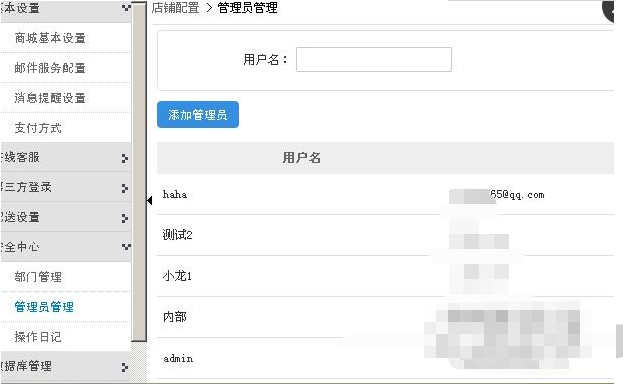 本设置
商城基本设置
邮件服务配置
消息提醒设置
支付方式
线客服
三方登录
送设置
全中心
部门管理
管理员管理
操作日记
据库管理
店铺配置 > 管理员管理
用户名：
添加管理员
用户名
haha 65@qq.com
测试2
小龙1
内部
admin